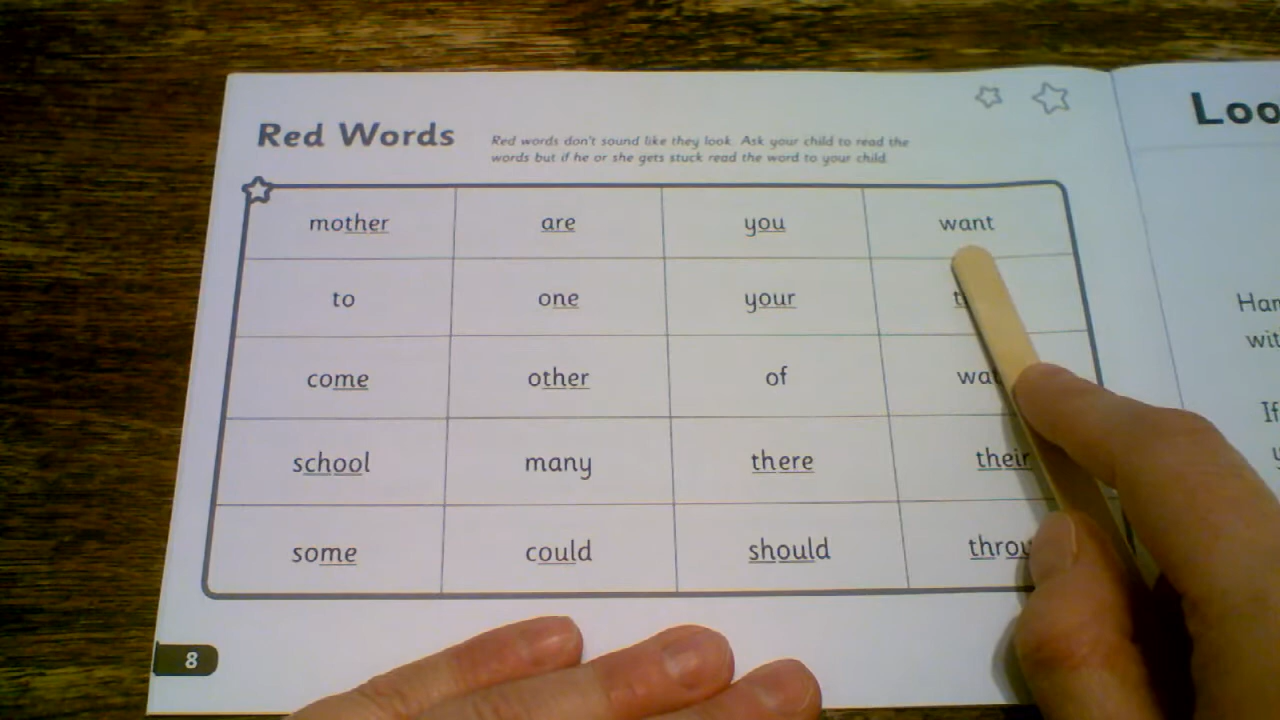 Red Words
Red words don't sound like they look. Ask your child to read the
words but if he or she gets stuck read the word to your child.
mother are you want
to one your
come other of
school many there their
some could should
8